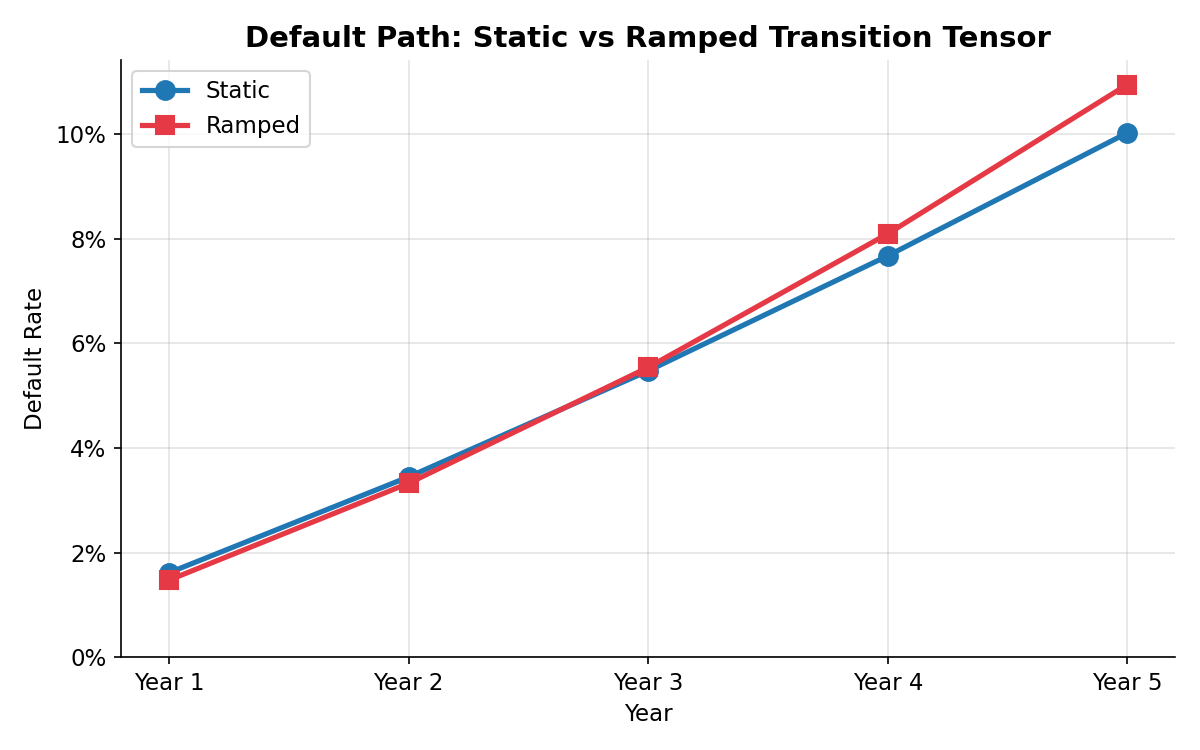 Default Path: Static vs Ramped Transition Tensor
Static
Ramped
10%
8%
6%
4%
2%
0%
Default Rate
Year 1 Year 2 Year 3 Year 4 Year 5
Year